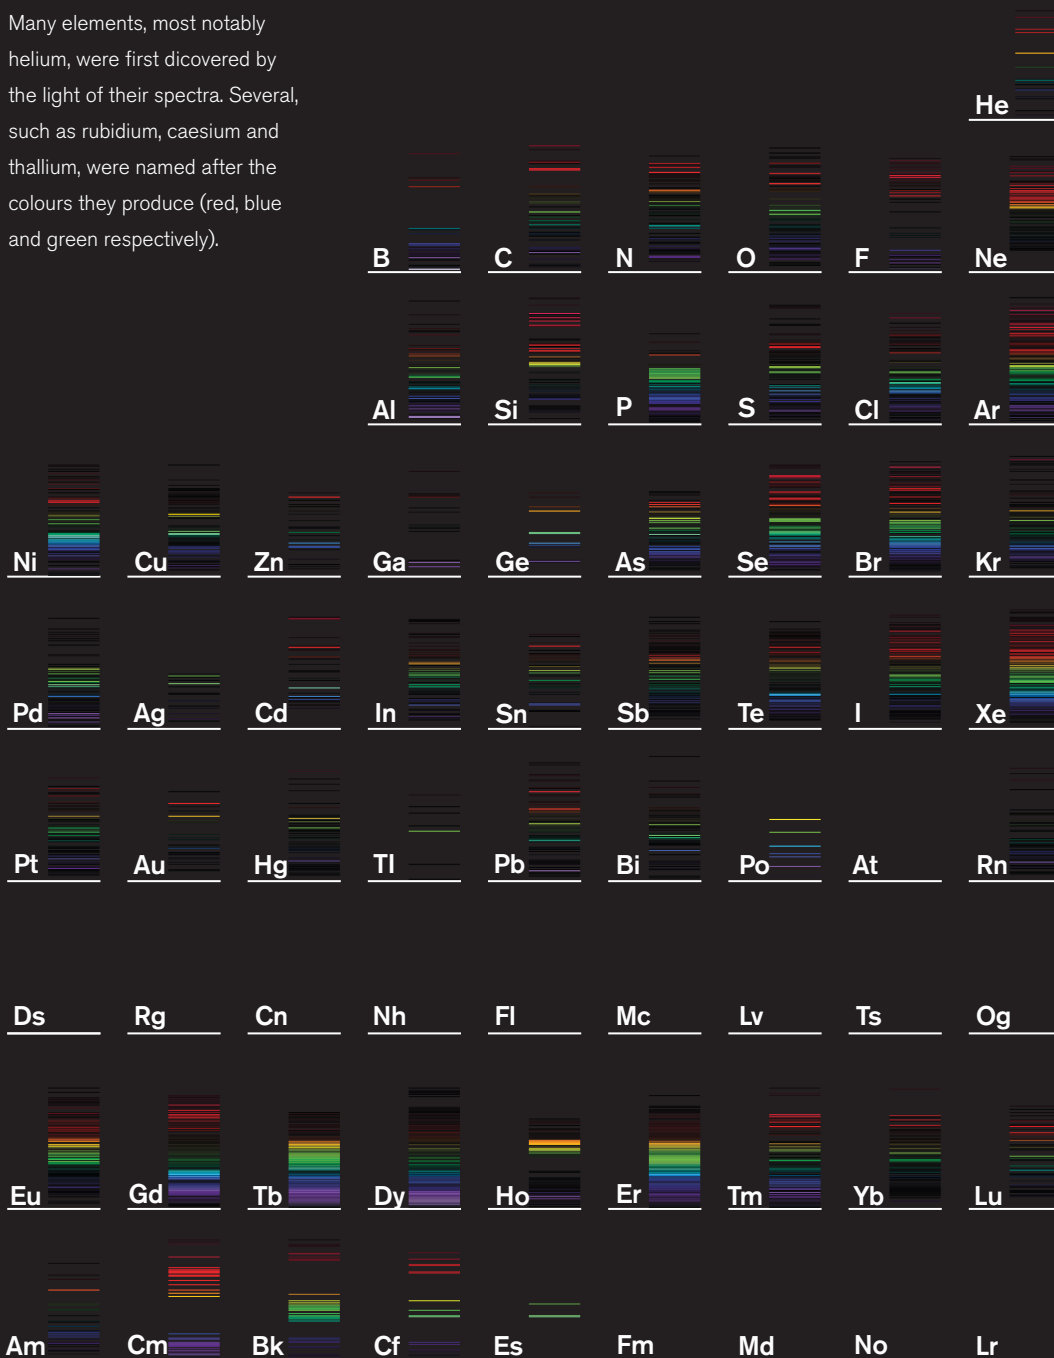 Many elements, most notably
helium, were first dicovered by
the light of their spectra. Several,
such as rubidium, caesium and
thallium, were named after the
colours they produce (red, blue
and green respectively).
He
B C N O F Ne
Al Si P S Cl Ar
Ni Cu Zn Ga Ge As Se Br Kr
Pd Ag Cd In Sn Sb Te I Xe
Pt Au Hg Tl Pb Bi Po At Rn
Ds Rg Cn Nh Fl Mc Lv Ts Og
Eu Gd Tb Dy Ho Er Tm Yb Lu
Am Cm Bk Cf Es Fm Md No Lr